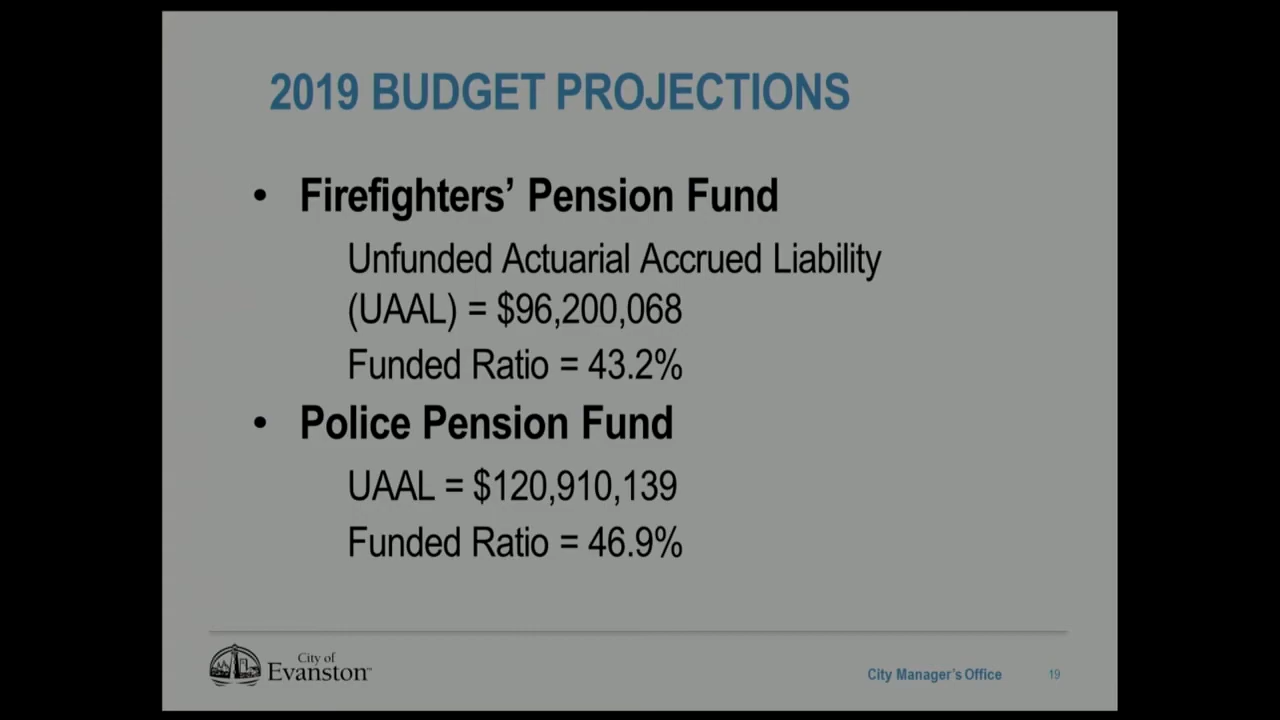 2019 BUDGET PROJECTIONS
• Firefighters’ Pension Fund
Unfunded Actuarial Accrued Liability
(UAAL) = $96,200,068
Funded Ratio = 43.2%
• Police Pension Fund
UAAL = $120,910,139
Funded Ratio = 46.9%
City of
Evanston™
City Manager’s Office 19